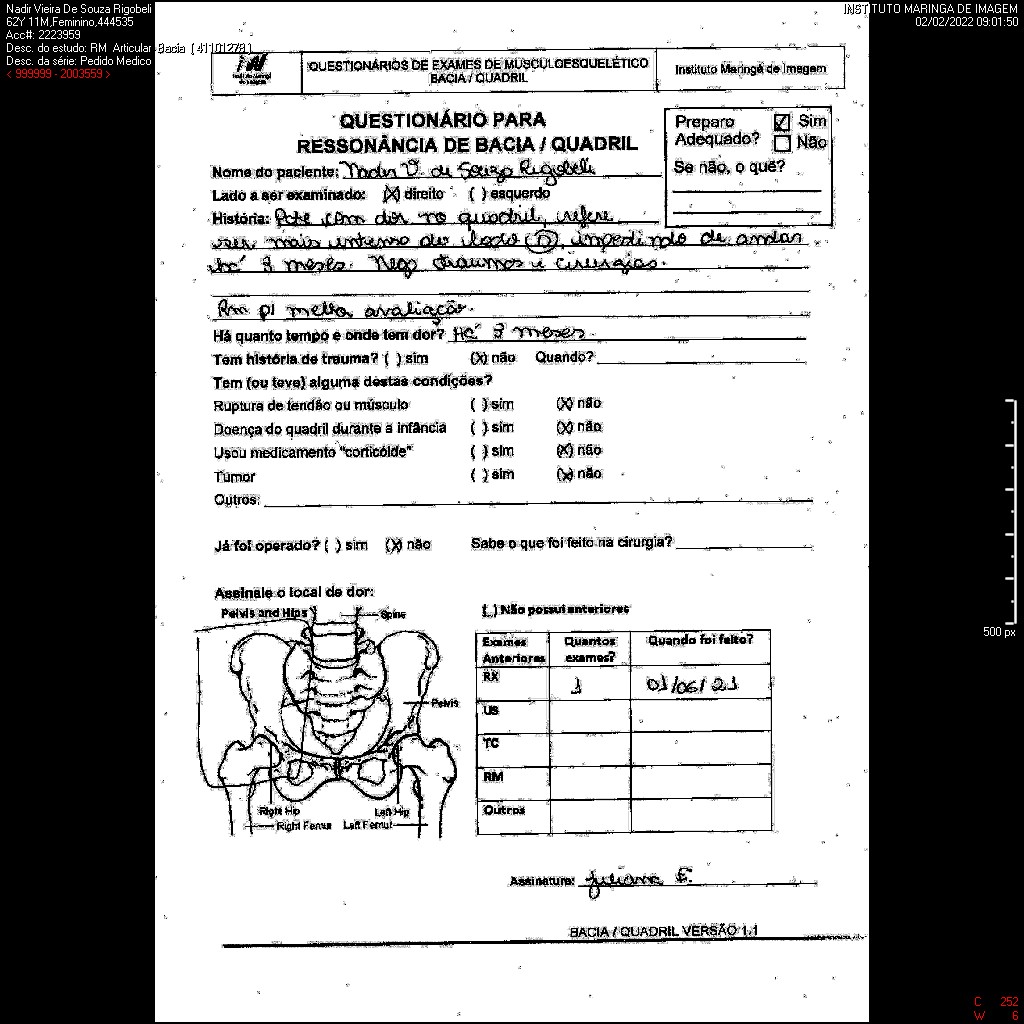 Nadir Vieira De Souza Rigobeli
62Y 11M,Feminino,444535
Acc#: 2223959
Desc. do estudo: RM Articular Bacia (41101278)
Desc. da série: Pedido Medico
< 999999 - 2003559 >
INSTITUTO MARINGA DE IMAGEM
02/02/2022 09:01:50
QUESTIONÁRIOS DE EXAMES DE MUSCULOESQUELÉTICO
BACIA / QUADRIL
Instituto Maringá de Imagem
QUESTIONÁRIO PARA
RESSONÂNCIA DE BACIA / QUADRIL
Preparo Adequado? ☑ Sim ☐ Não
Se não, o quê?
Nome do paciente: Nadir V. de Souza Rigobeli
Lado a ser examinado: (X) direito ( ) esquerdo
História: Pcte com dor no quadril, refere
ser mais intenso do lado (D), impedindo de andar
há 8 meses. Nega traumas e cirurgias.
Rm p/ melhor avaliação.
Há quanto tempo e onde tem dor? Há 8 meses.
Tem história de trauma? ( ) sim (X) não Quando?
Tem (ou teve) alguma destas condições?
Ruptura de tendão ou músculo ( ) sim (X) não
Doença do quadril durante a infância ( ) sim (X) não
Usou medicamento "corticóide" ( ) sim (X) não
Tumor ( ) sim (X) não
Outros:
Já foi operado? ( ) sim (X) não Sabe o que foi feito na cirurgia?
Assinale o local de dor:
Pelvis and Hips
Spine
Pelvis
Right Hip
Left Hip
Right Femur
Left Femur
( ) Não possui anteriores
Exames Anteriores Quantos exames? Quando foi feito?
RX 1 01/06/21
US
TC
RM
Outros
Assinatura: Juliana E.
BACIA / QUADRIL VERSÃO 1.1
500 px
C 252
W 6